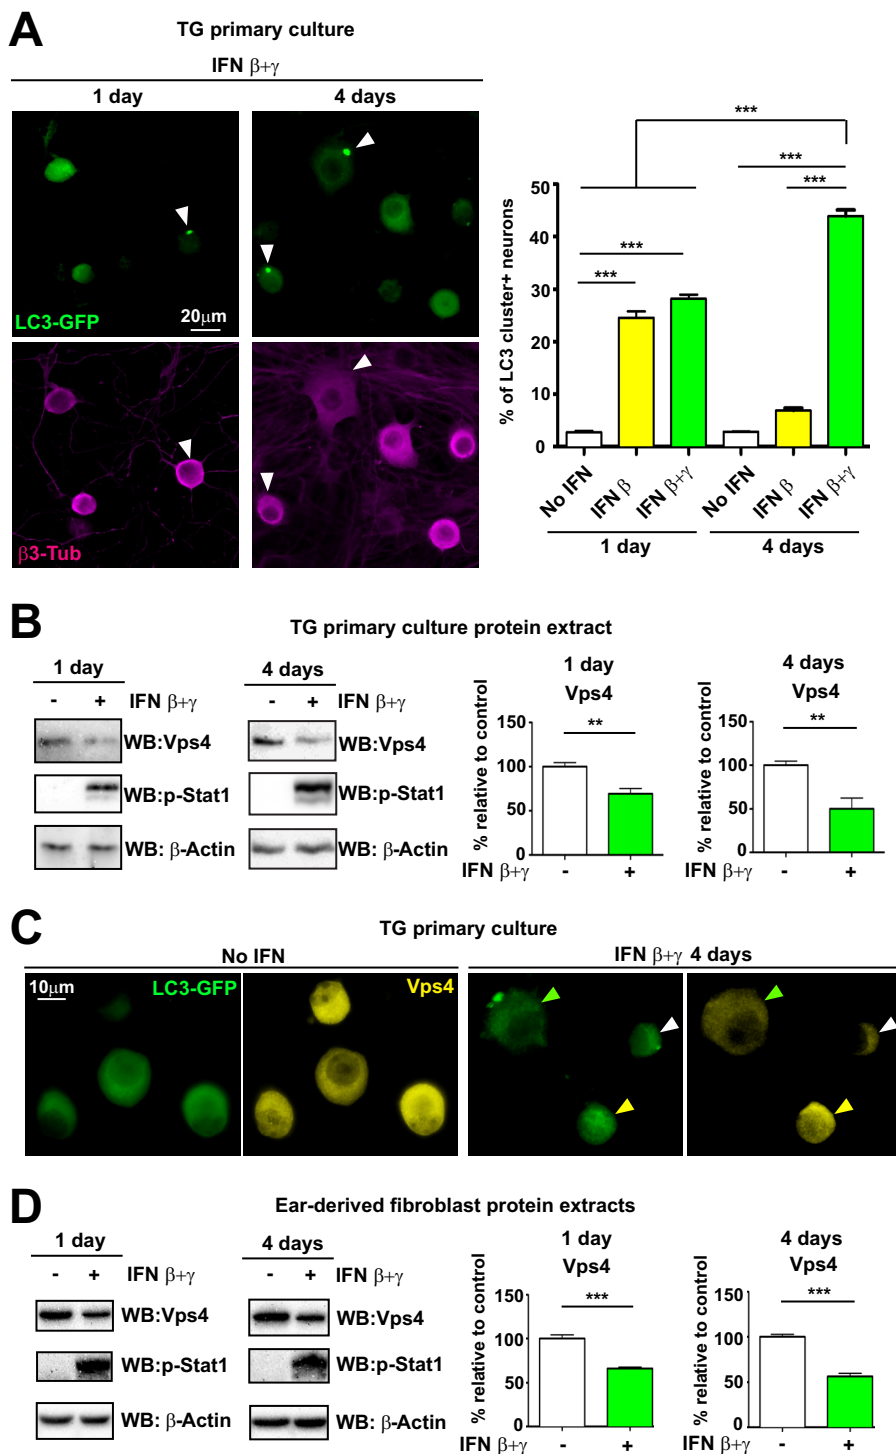 A
TG primary culture
IFN β+γ
1 day
4 days
LC3-GFP
20μm
β3-Tub
***
***
***
***
***
% of LC3 cluster+ neurons
50
40
30
20
10
0
No IFN
IFN β
IFN β+γ
No IFN
IFN β
IFN β+γ
1 day
4 days
B
TG primary culture protein extract
1 day
- + IFN β+γ
WB:Vps4
WB:p-Stat1
WB: β-Actin
4 days
- + IFN β+γ
WB:Vps4
WB:p-Stat1
WB: β-Actin
1 day
Vps4
% relative to control
150
100
50
0
**
IFN β+γ - +
4 days
Vps4
% relative to control
150
100
50
0
**
IFN β+γ - +
C
TG primary culture
No IFN
IFN β+γ 4 days
10μm
LC3-GFP
Vps4
D
Ear-derived fibroblast protein extracts
1 day
- + IFN β+γ
WB:Vps4
WB:p-Stat1
WB: β-Actin
4 days
- + IFN β+γ
WB:Vps4
WB:p-Stat1
WB: β-Actin
1 day
Vps4
% relative to control
150
100
50
0
***
IFN β+γ - +
4 days
Vps4
% relative to control
150
100
50
0
***
IFN β+γ - +